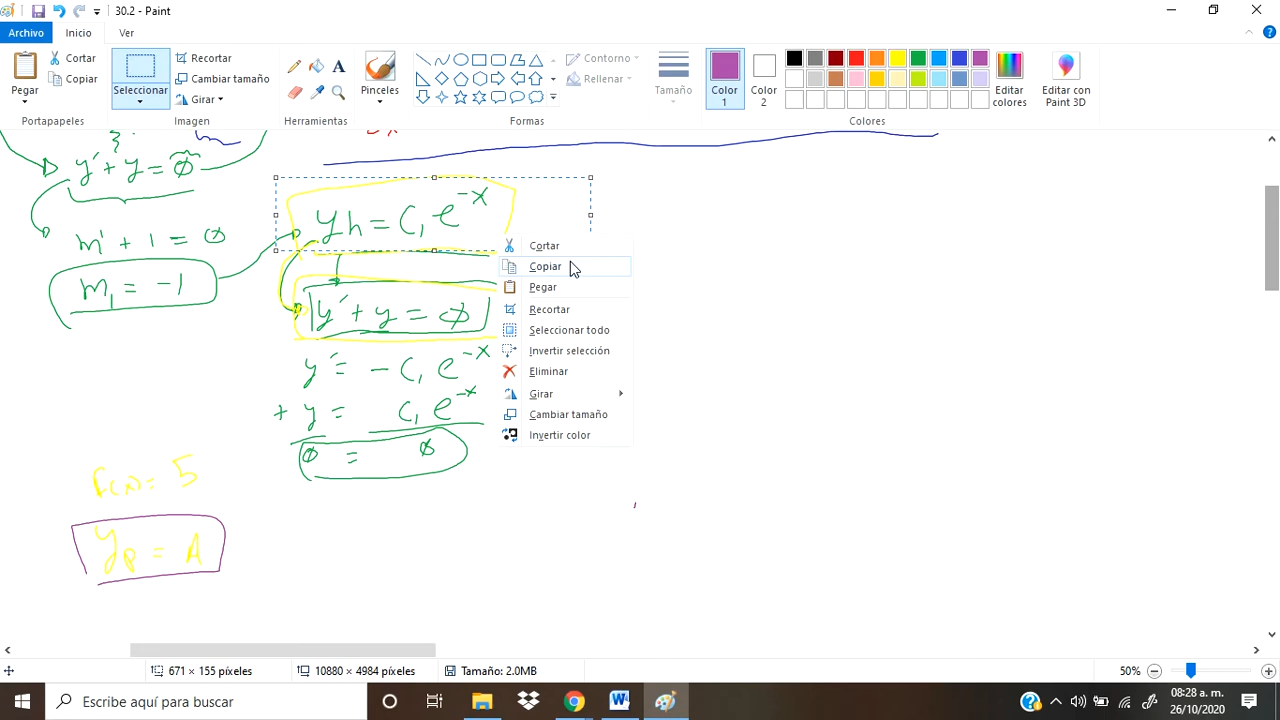 30.2 - Paint
Archivo Inicio Ver
Pegar
Cortar
Copiar
Portapapeles
Seleccionar
Recortar
Cambiar tamaño
Girar
Imagen
A
Herramientas
Pinceles
Contorno
Rellenar
Formas
Tamaño
Color 1
Color 2
Editar colores
Editar con Paint 3D
Colores
y' + y = ∅
m' + 1 = ∅
m₁ = -1
yh = C₁ e^-x
y' + y = ∅
y' = - C₁ e^-x
+ y = C₁ e^-x
∅ = ∅
F(x) = 5
yp = A
Cortar
Copiar
Pegar
Recortar
Seleccionar todo
Invertir selección
Eliminar
Girar
Cambiar tamaño
Invertir color
671 × 155 píxeles
10880 × 4984 píxeles
Tamaño: 2.0MB
50%
Escribe aquí para buscar
08:28 a. m.
26/10/2020